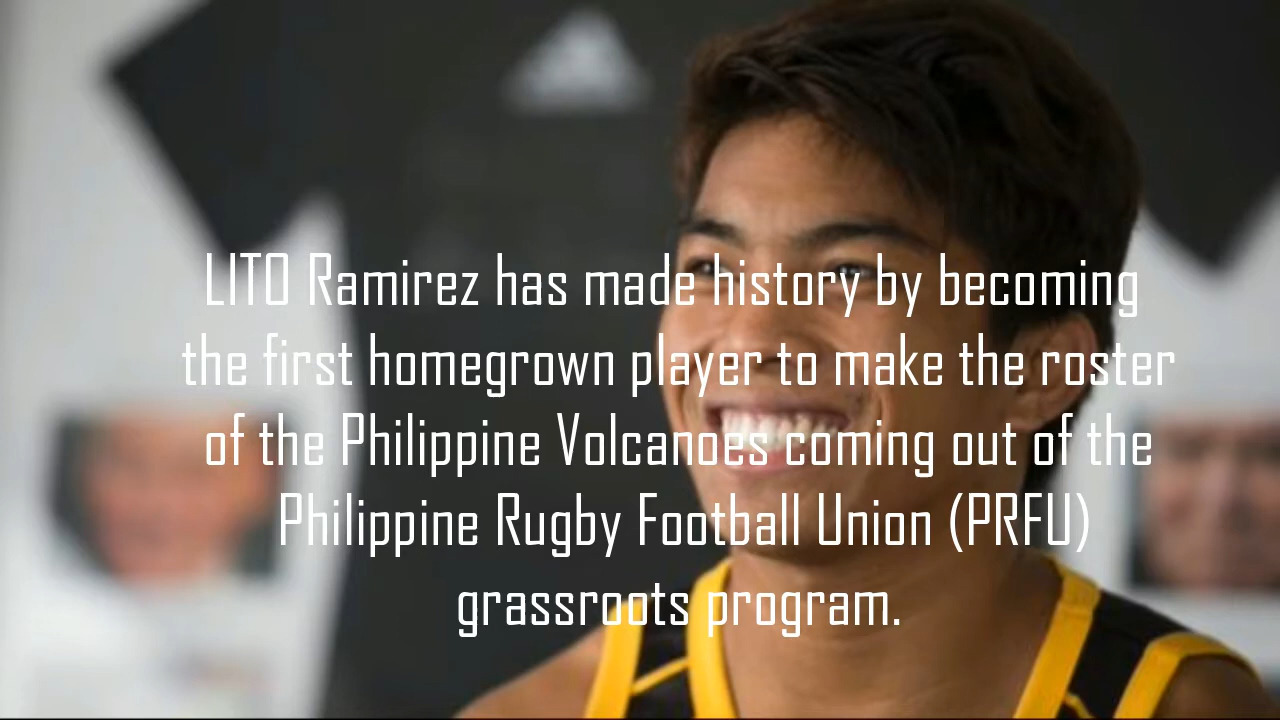 LITO Ramirez has made history by becoming
the first homegrown player to make the roster
of the Philippine Volcanoes coming out of the
Philippine Rugby Football Union (PRFU)
grassroots program.